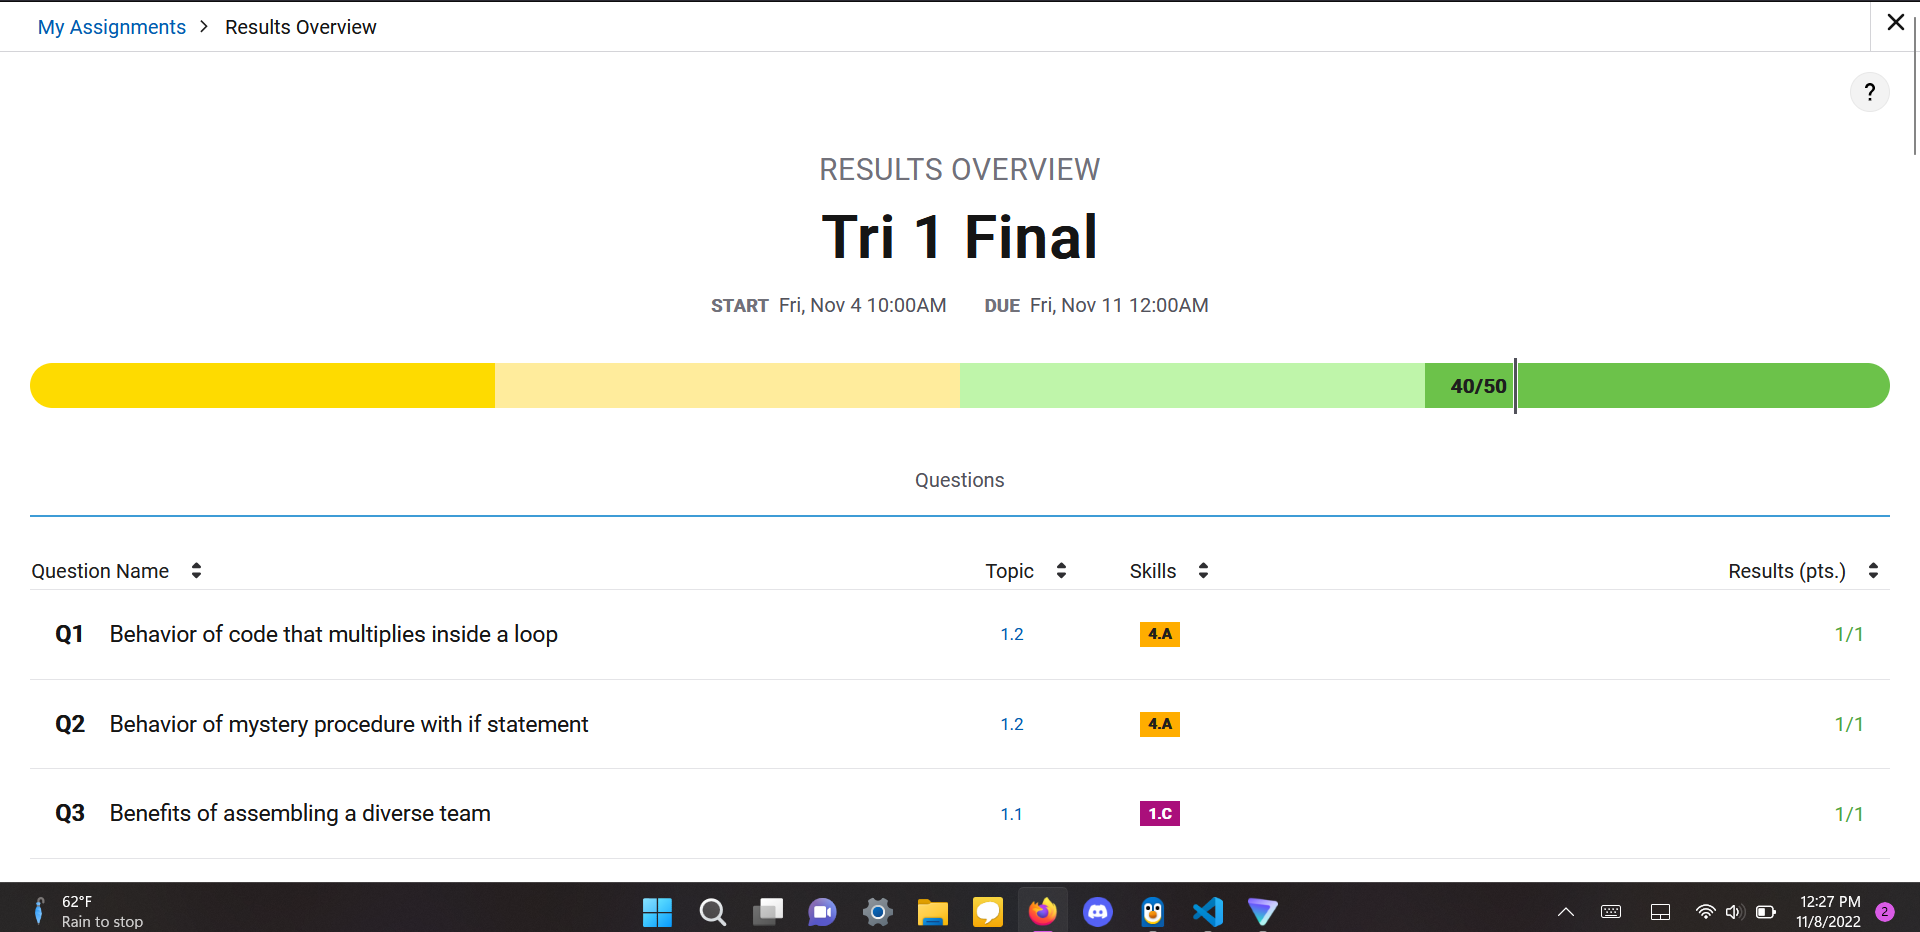 My Assignments > Results Overview
?
RESULTS OVERVIEW
Tri 1 Final
START Fri, Nov 4 10:00AM DUE Fri, Nov 11 12:00AM
40/50
Questions
Question Name Topic Skills Results (pts.)
Q1 Behavior of code that multiplies inside a loop 1.2 4.A 1/1
Q2 Behavior of mystery procedure with if statement 1.2 4.A 1/1
Q3 Benefits of assembling a diverse team 1.1 1.C 1/1
62°F
Rain to stop
12:27 PM
11/8/2022
2